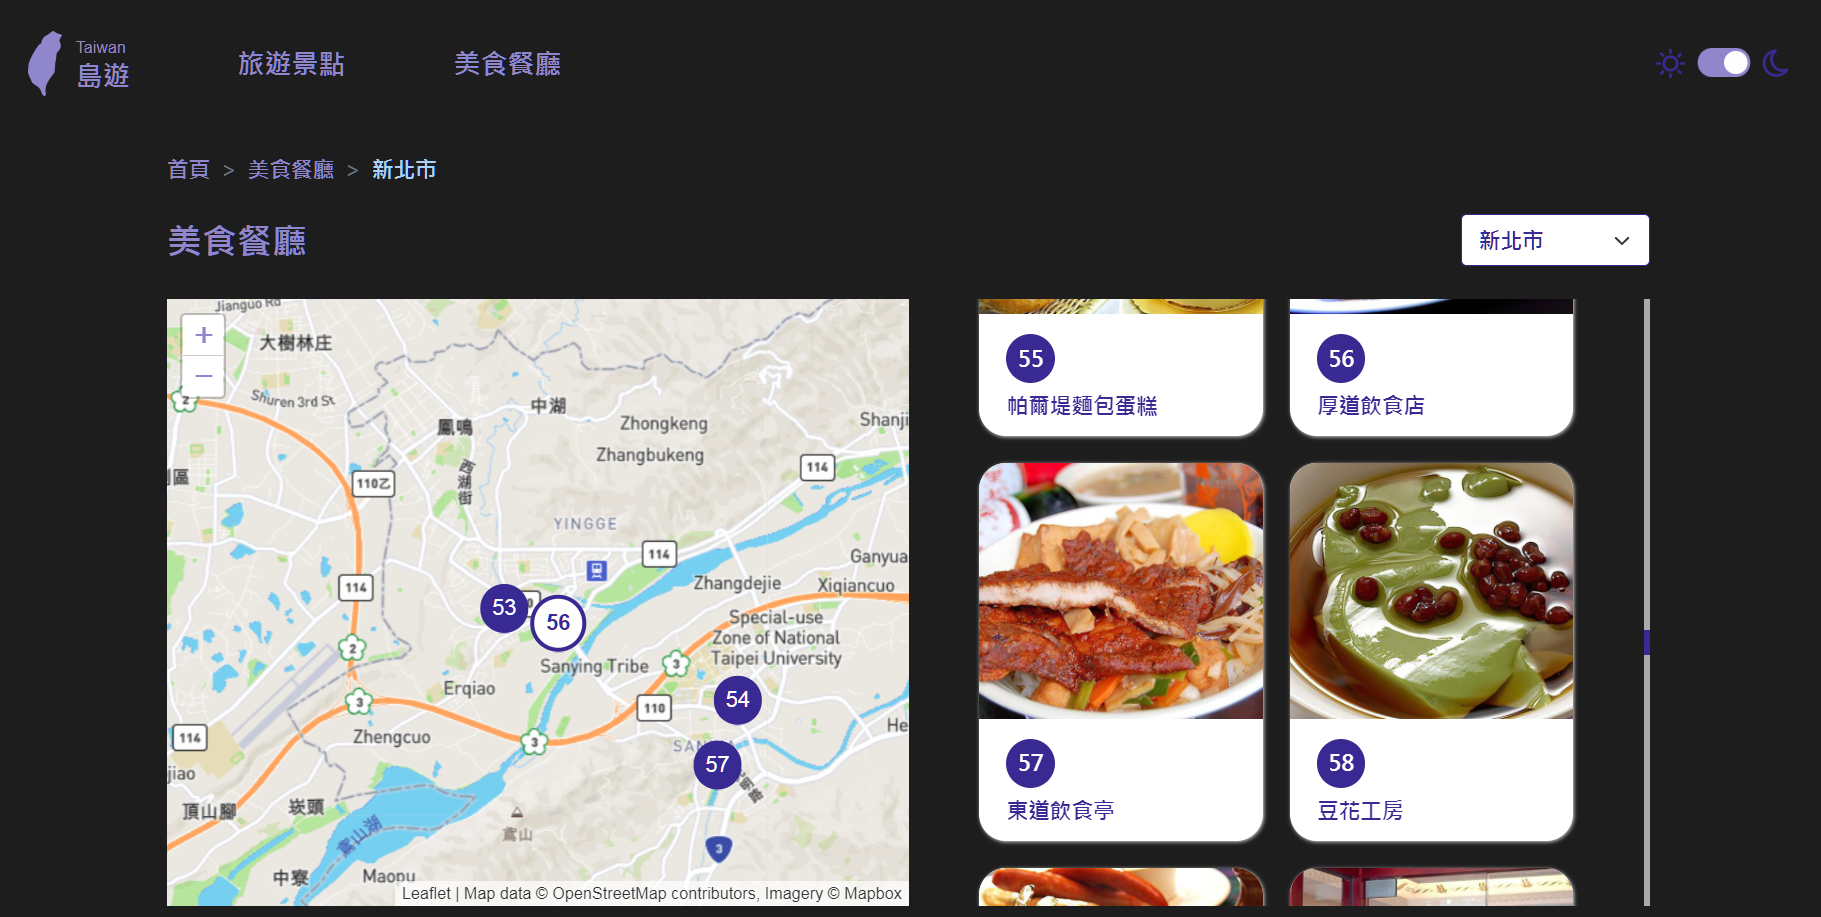 Taiwan
島遊
旅遊景點
美食餐廳
首頁 > 美食餐廳 > 新北市
美食餐廳
新北市
+
−
Jianguo Rd
大樹林庄
2
Shuren 3rd St
中湖
鳳鳴
Zhongkeng
Shanji
Zhangbukeng
西湖街
114
區
110乙
YINGGE
114
Ganyua
Zhangdejie
Xiqiancuo
114
53
56
Special-use
Zone of National
Taipei University
Sanying Tribe
2
3
Erqiao
3
54
110
114
Zhengcuo
3
He
57
jiao
頂山腳
崁頭
鳶山湖
鳶山
3
中寮
Maopu
Leaflet | Map data © OpenStreetMap contributors, Imagery © Mapbox
55
帕爾堤麵包蛋糕
56
厚道飲食店
57
東道飲食亭
58
豆花工房